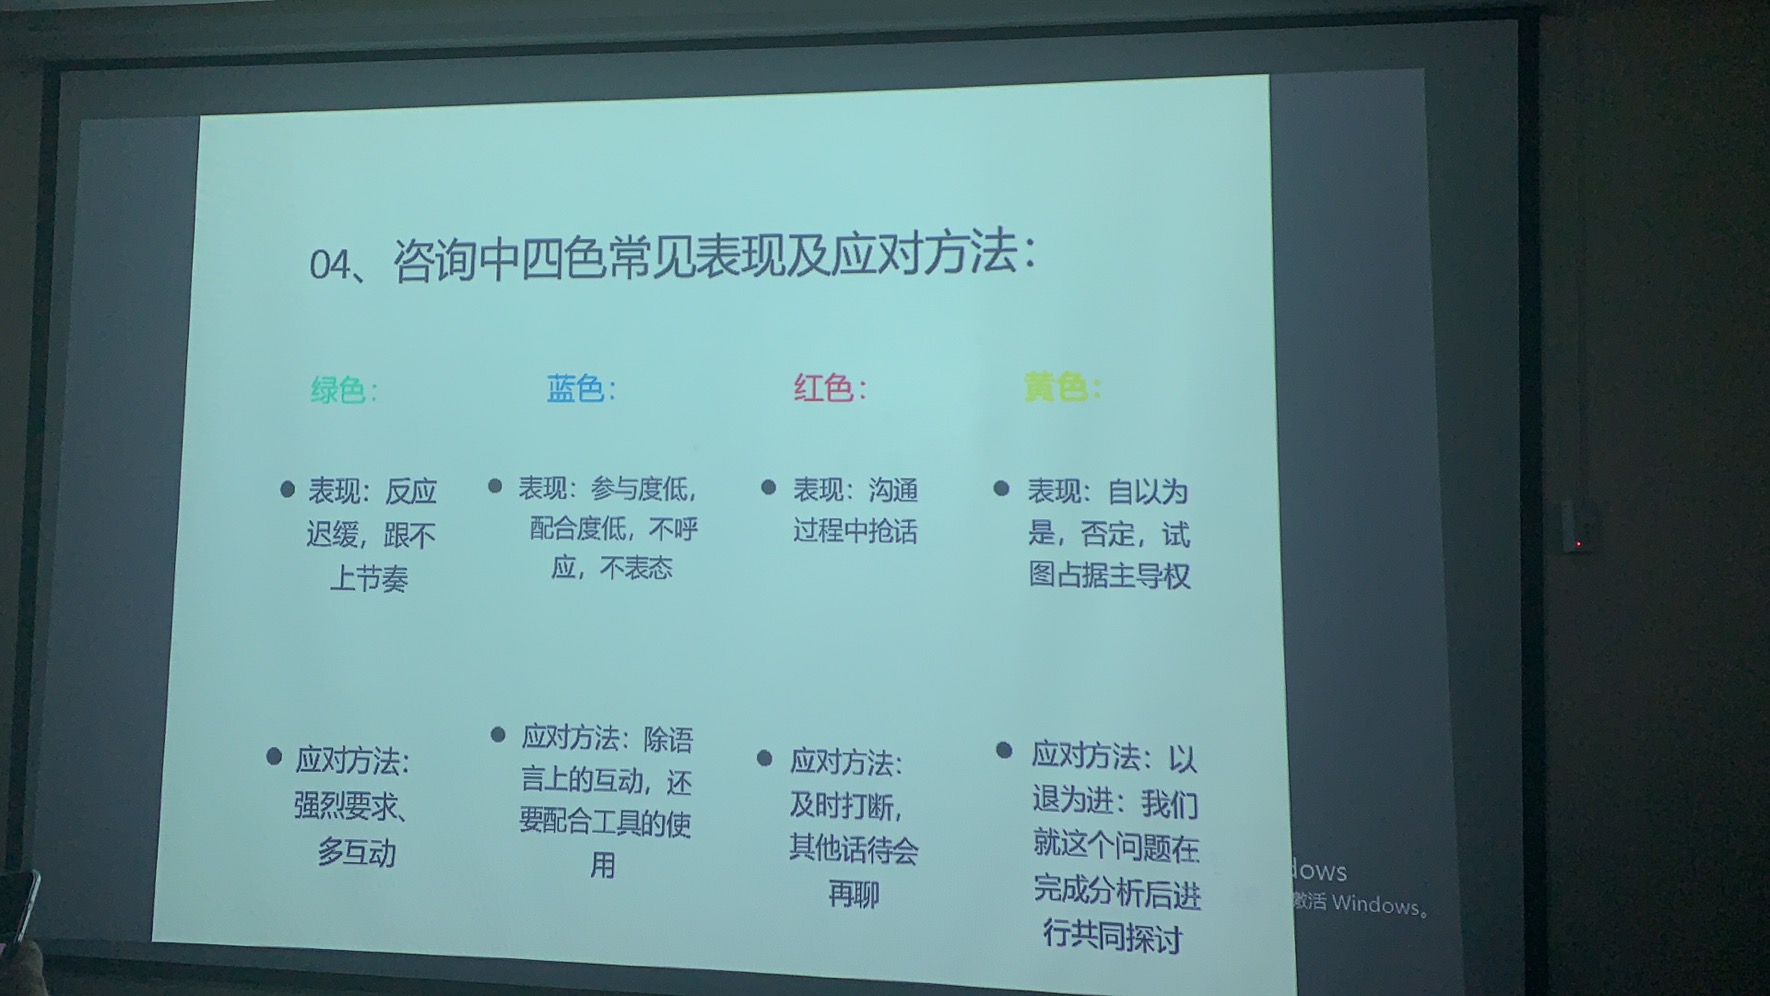 04、咨询中四色常见表现及应对方法：
绿色：
● 表现：反应
迟缓，跟不
上节奏
● 应对方法：
强烈要求、
多互动
蓝色：
● 表现：参与度低，
配合度低，不呼
应，不表态
● 应对方法：除语
言上的互动，还
要配合工具的使
用
红色：
● 表现：沟通
过程中抢话
● 应对方法：
及时打断，
其他话待会
再聊
黄色：
● 表现：自以为
是，否定，试
图占据主导权
● 应对方法：以
退为进：我们
就这个问题在
完成分析后进
行共同探讨
dows
激活 Windows。